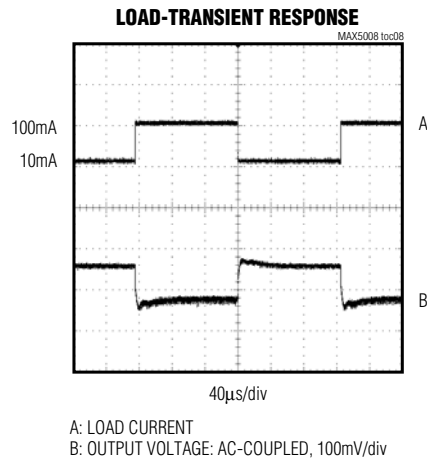 LOAD-TRANSIENT RESPONSE
MAX5008 toc08
100mA
A
10mA
B
40μs/div
A: LOAD CURRENT
B: OUTPUT VOLTAGE: AC-COUPLED, 100mV/div